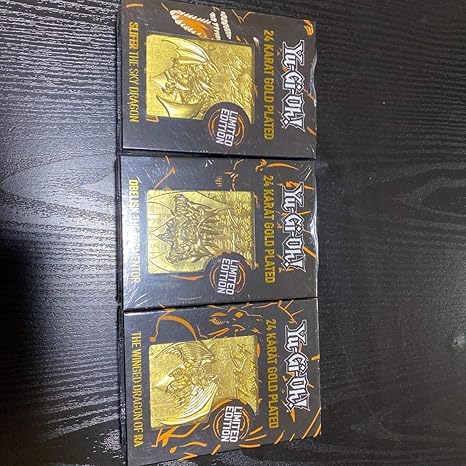 Yu-Gi-Oh!
24 KARAT GOLD PLATED
LIMITED
EDITION
SLIFER THE SKY DRAGON
Yu-Gi-Oh!
24 KARAT GOLD PLATED
LIMITED
EDITION
OBELISK THE TORMENTOR
Yu-Gi-Oh!
24 KARAT GOLD PLATED
LIMITED
EDITION
THE WINGED DRAGON OF RA